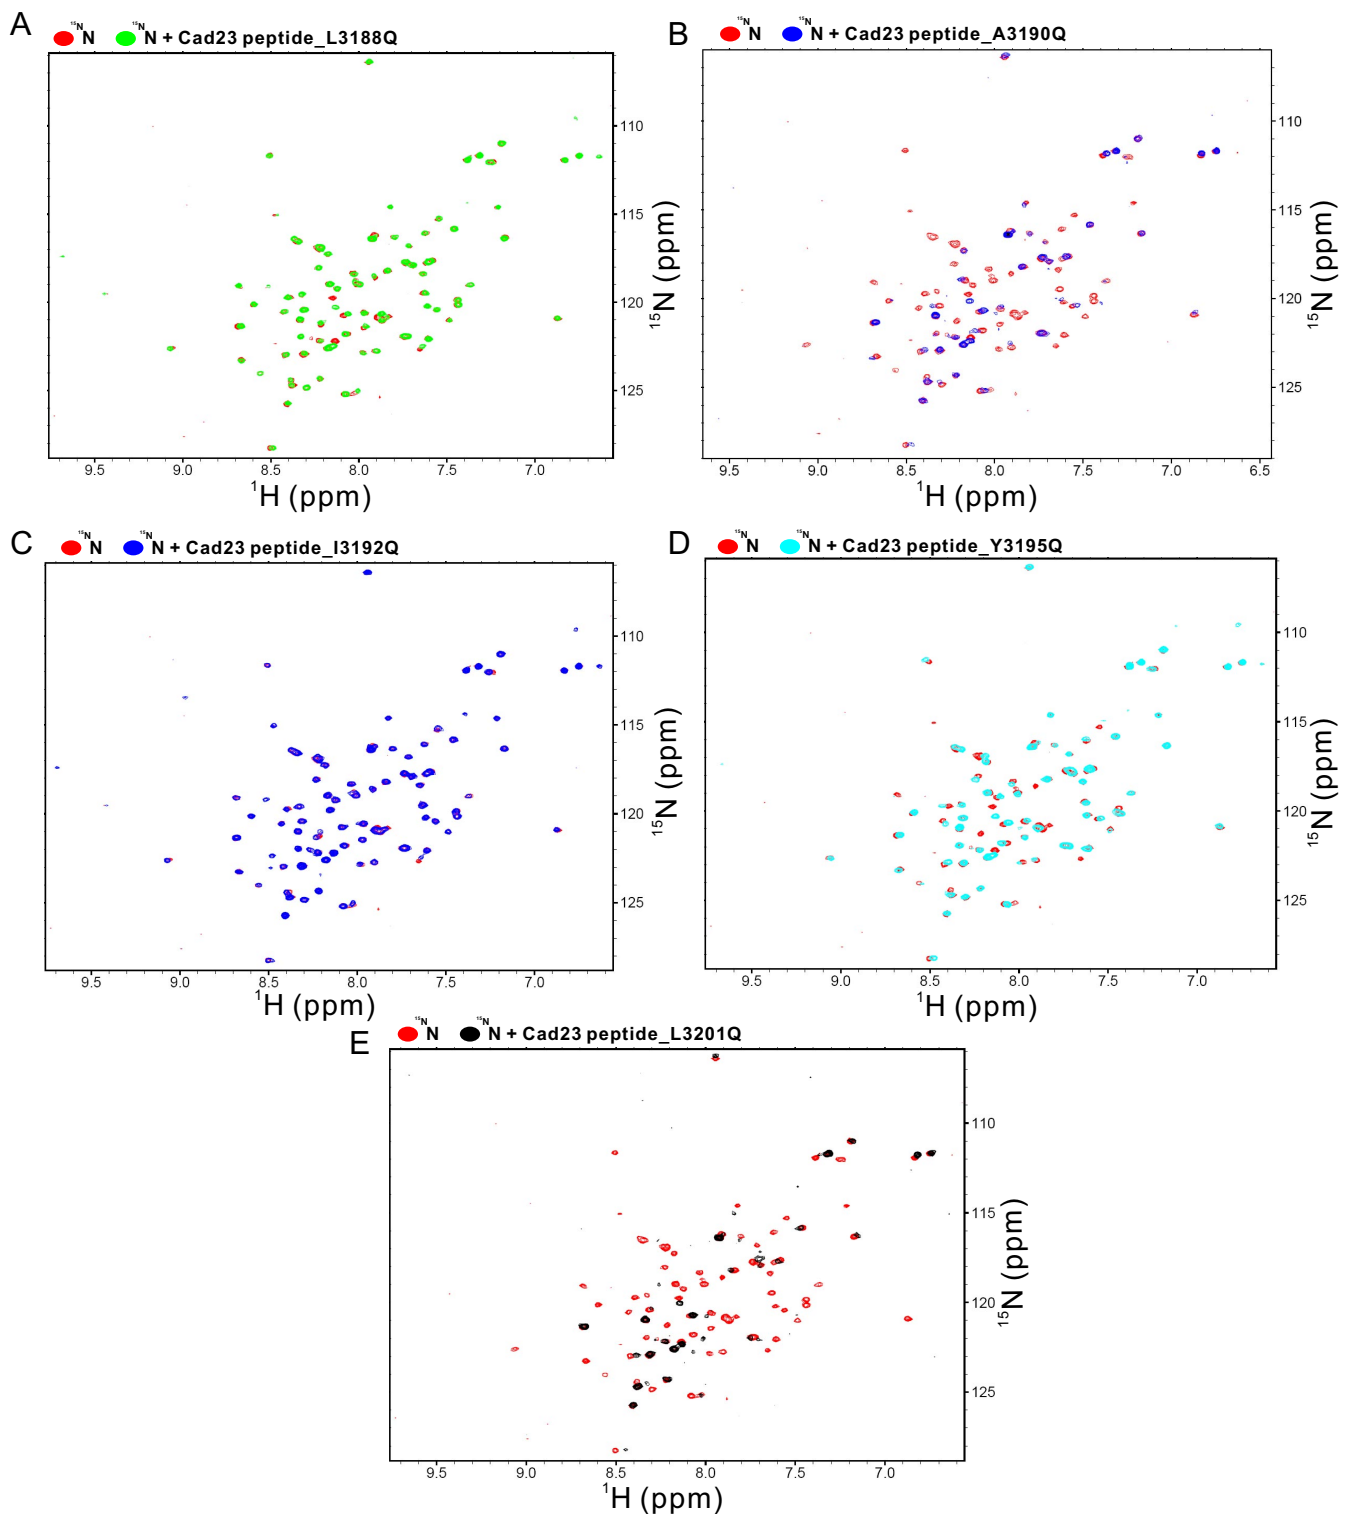 A
¹⁵N N ¹⁵N N + Cad23 peptide_L3188Q
110
115
120
125
¹⁵N (ppm)
9.5 9.0 8.5 8.0 7.5 7.0
¹H (ppm)
B
¹⁵N N ¹⁵N N + Cad23 peptide_A3190Q
110
115
120
125
¹⁵N (ppm)
9.5 9.0 8.5 8.0 7.5 7.0 6.5
¹H (ppm)
C
¹⁵N N ¹⁵N N + Cad23 peptide_I3192Q
110
115
120
125
¹⁵N (ppm)
9.5 9.0 8.5 8.0 7.5 7.0
¹H (ppm)
D
¹⁵N N ¹⁵N N + Cad23 peptide_Y3195Q
110
115
120
125
¹⁵N (ppm)
9.5 9.0 8.5 8.0 7.5 7.0
¹H (ppm)
E
¹⁵N N ¹⁵N N + Cad23 peptide_L3201Q
110
115
120
125
¹⁵N (ppm)
9.5 9.0 8.5 8.0 7.5 7.0
¹H (ppm)